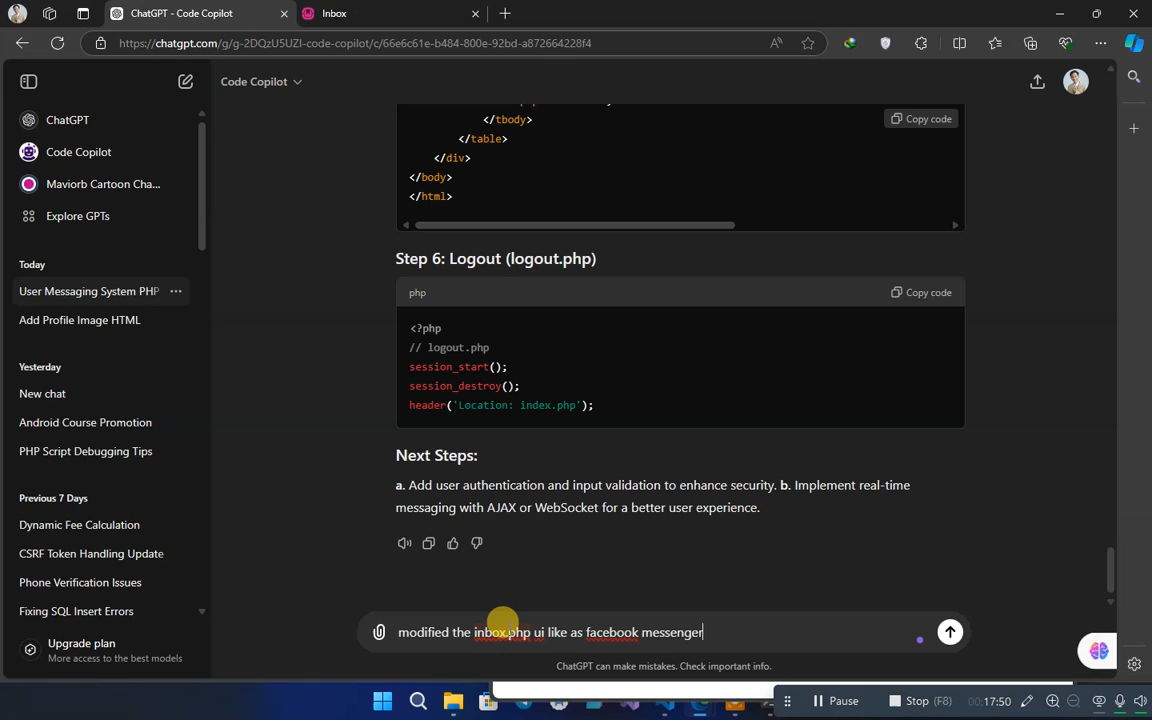 ChatGPT - Code Copilot
Inbox
https://chatgpt.com/g/g-2DQzU5UZl-code-copilot/c/66e6c61e-b484-800e-92bd-a872664228f4
Code Copilot
ChatGPT
Code Copilot
Maviorb Cartoon Cha...
Explore GPTs
Today
User Messaging System PHP
Add Profile Image HTML
Yesterday
New chat
Android Course Promotion
PHP Script Debugging Tips
Previous 7 Days
Dynamic Fee Calculation
CSRF Token Handling Update
Phone Verification Issues
Fixing SQL Insert Errors
Upgrade plan
More access to the best models
</tbody>
Copy code
</table>
</div>
</body>
</html>
Step 6: Logout (logout.php)
php
Copy code
<?php
// logout.php
session_start();
session_destroy();
header('Location: index.php');
Next Steps:
a. Add user authentication and input validation to enhance security. b. Implement real-time
messaging with AJAX or WebSocket for a better user experience.
modified the inbox.php ui like as facebook messenger
ChatGPT can make mistakes. Check important info.
Pause
Stop (F8)
00:17:50